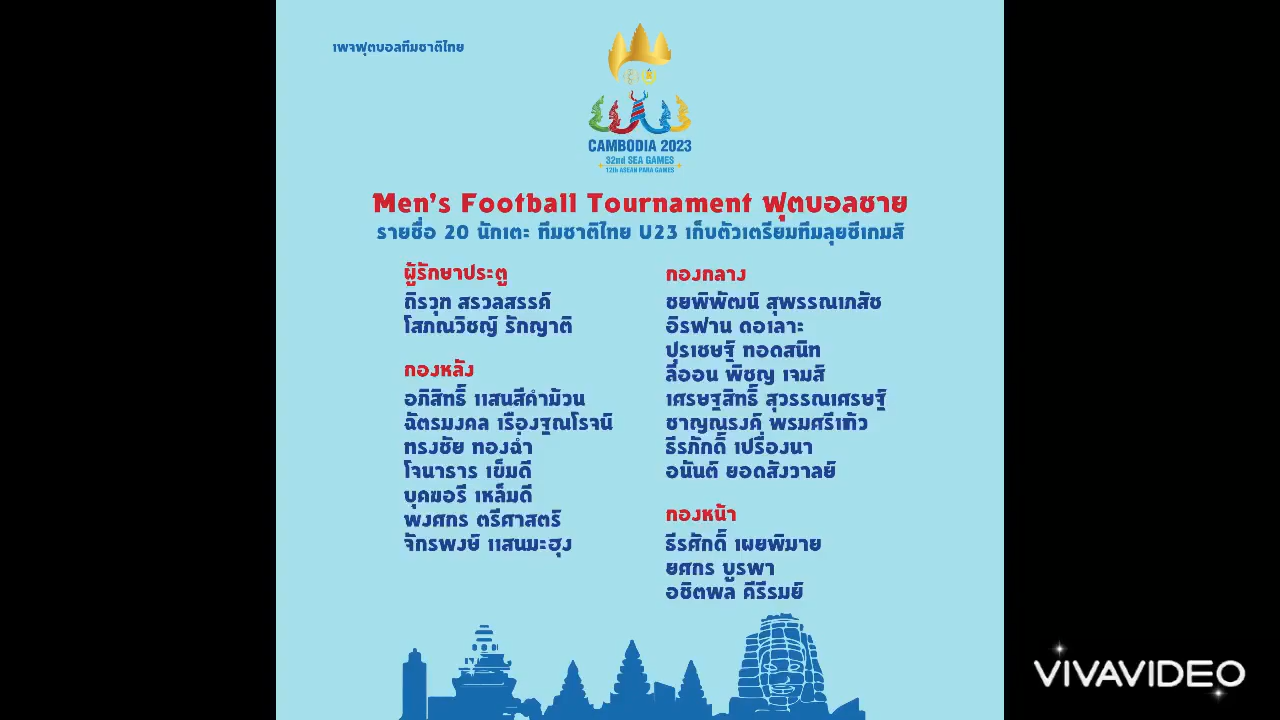 เพจฟุตบอลทีมชาติไทย
CAMBODIA 2023
32nd SEA GAMES
12th ASEAN PARA GAMES
Men's Football Tournament ฟุตบอลชาย
รายชื่อ 20 นักเตะ ทีมชาติไทย U23 เก็บตัวเตรียมทีมลุยซีเกมส์
ผู้รักษาประตู
ถิรวุฑ สรวลสรรค์
โสภณวิชญ์ รักญาติ
กองหลัง
อภิสิทธิ์ แสนสีคำม้วน
ฉัตรมงคล เรืองฐณโรจน์
ทรงชัย ทองฉ่ำ
โจนาธาร เข็มดี
บุคฆอรี เหล็มดี
พงศกร ตรีศาสตร์
จักรพงษ์ แสนมะฮุง
กองกลาง
ชยพิพัฒน์ สุพรรณเภสัช
อิรฟาน ดอเลาะ
ปุรเชษฐ์ ทอดสนิท
ลีออน พิชญ เจมส์
เศรษฐสิทธิ์ สุวรรณเศรษฐ์
ชาญณรงค์ พรมศรีแก้ว
ธีรภักดิ์ เปรื่องนา
อนันต์ ยอดสังวาลย์
กองหน้า
ธีรศักดิ์ เผยพิมาย
ยศกร บูรพา
อชิตพล คีรีรมย์
VIVAVIDEO